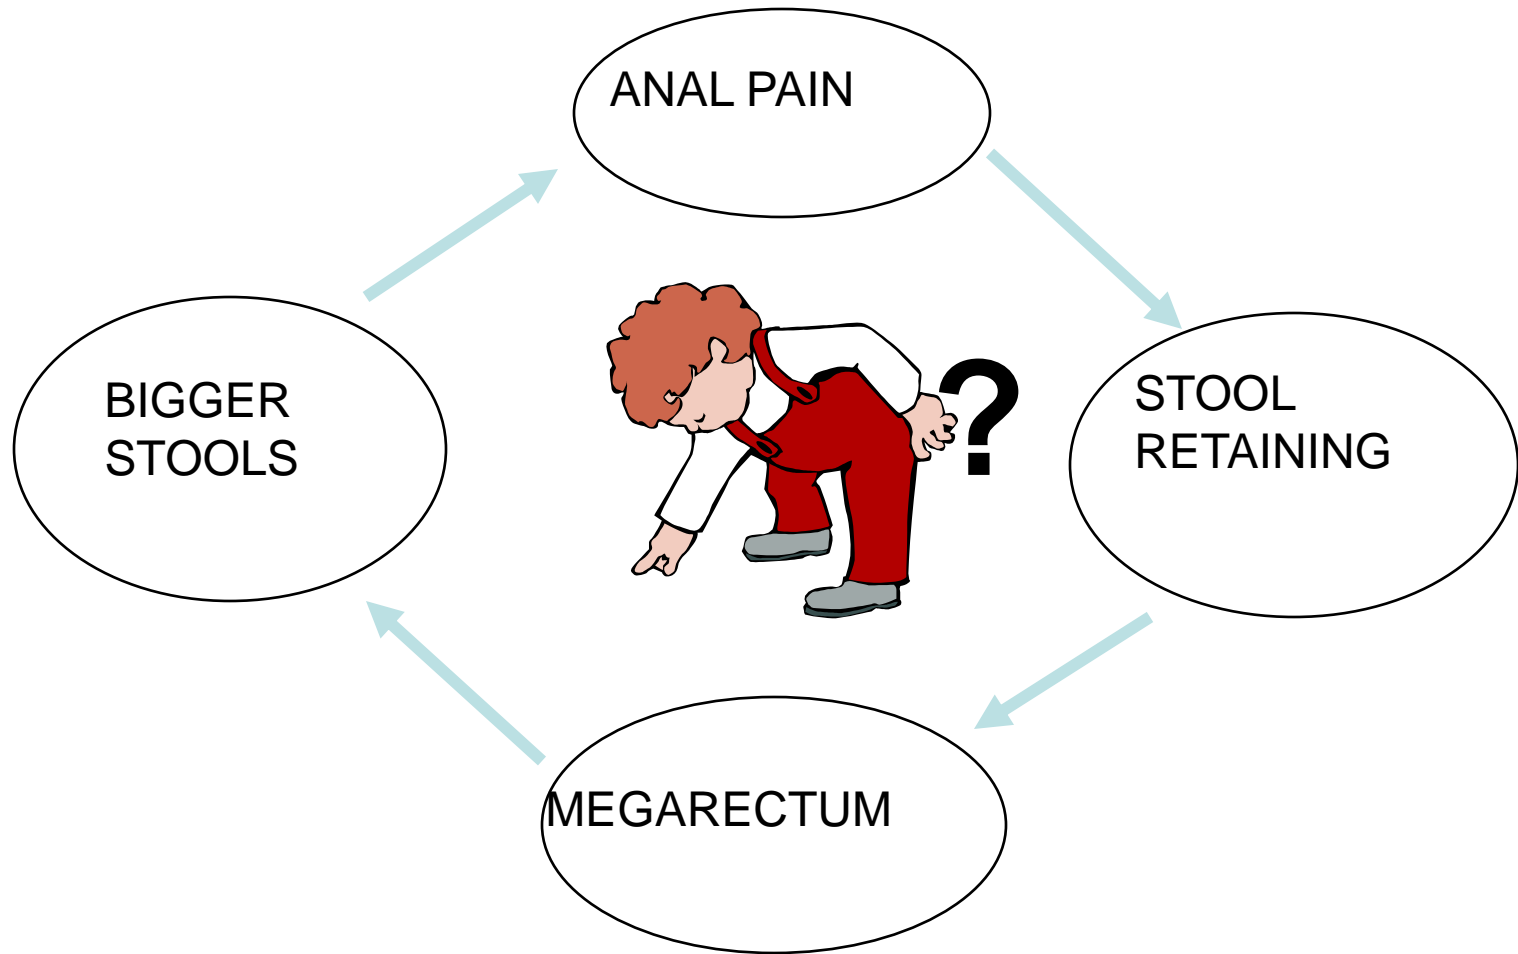 ANAL PAIN
STOOL
RETAINING
MEGARECTUM
BIGGER
STOOLS
?